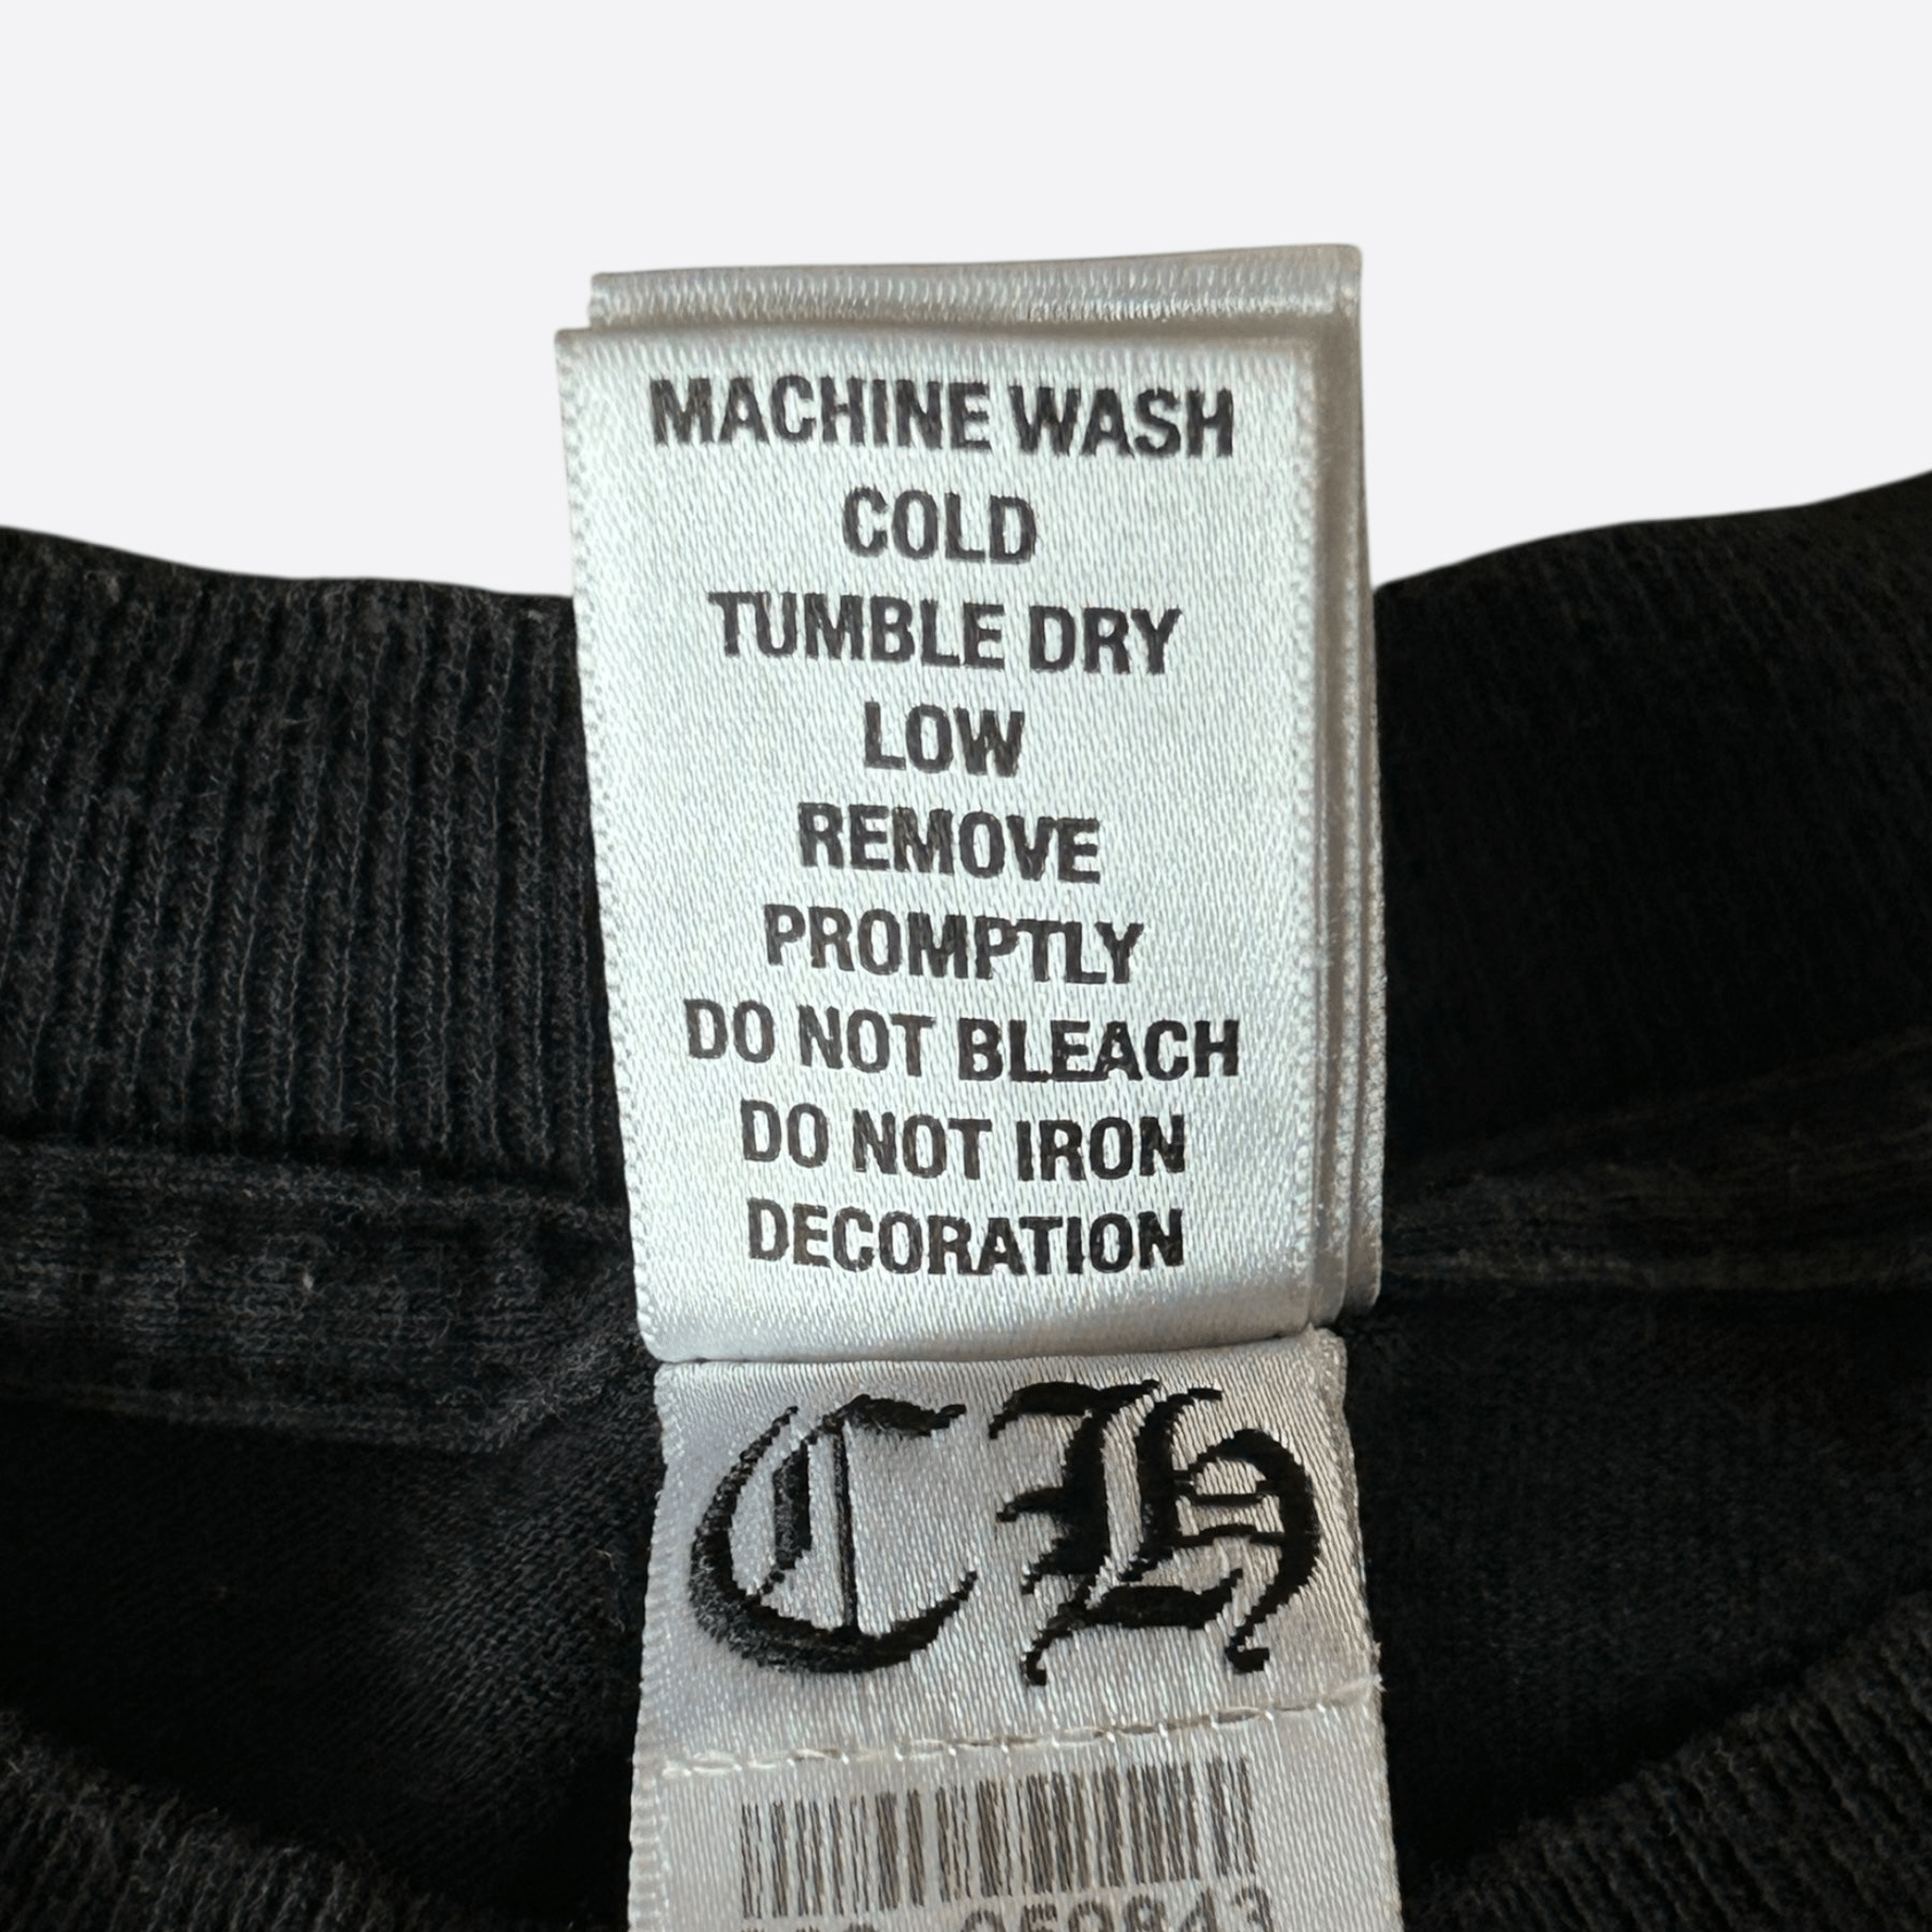 MACHINE WASH
COLD
TUMBLE DRY
LOW
REMOVE
PROMPTLY
DO NOT BLEACH
DO NOT IRON
DECORATION
CH